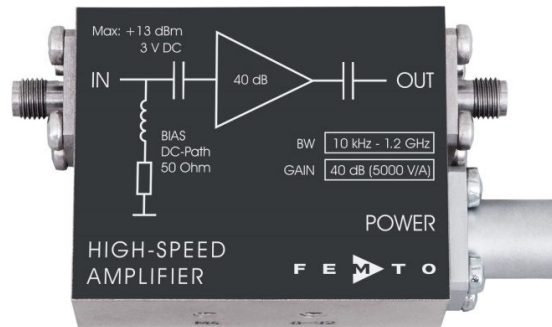 Max: +13 dBm
3 V DC
IN
40 dB
OUT
BIAS
DC-Path
50 Ohm
BW 10 kHz - 1.2 GHz
GAIN 40 dB (5000 V/A)
POWER
HIGH-SPEED
AMPLIFIER
FEMTO